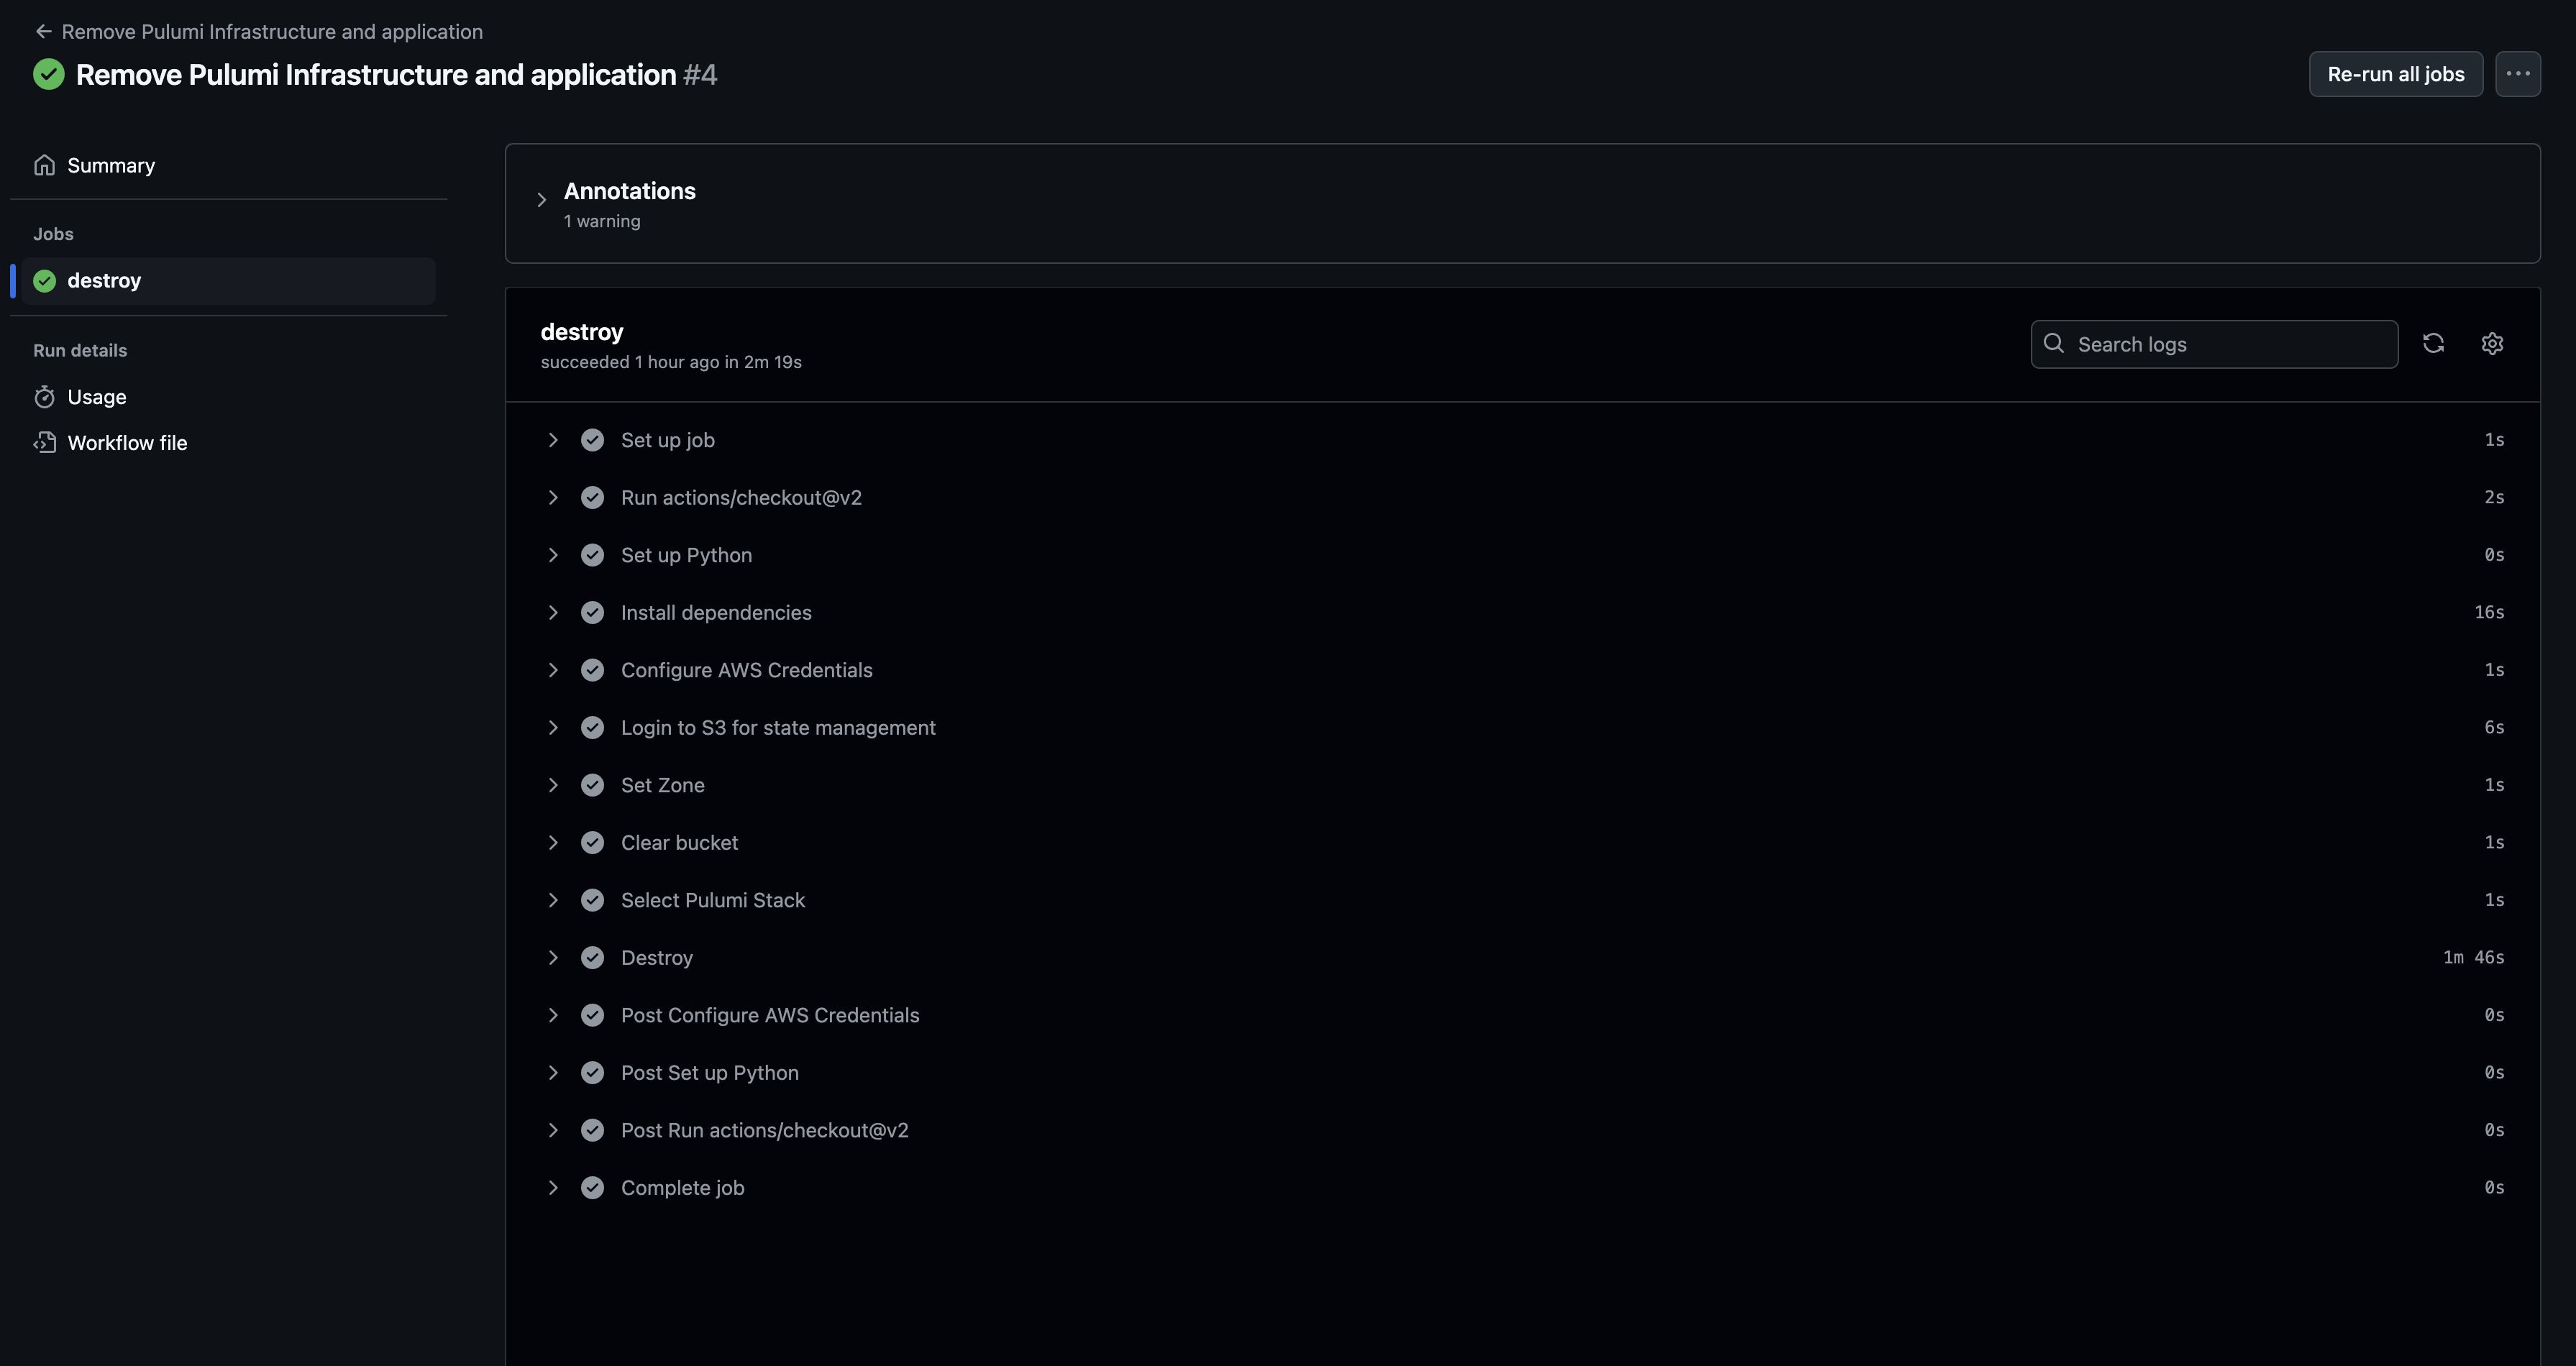 Remove Pulumi Infrastructure and application
Remove Pulumi Infrastructure and application #4
Re-run all jobs
Summary
Jobs
destroy
Run details
Usage
Workflow file
Annotations
1 warning
destroy
succeeded 1 hour ago in 2m 19s
Search logs
Set up job 1s
Run actions/checkout@v2 2s
Set up Python 0s
Install dependencies 16s
Configure AWS Credentials 1s
Login to S3 for state management 6s
Set Zone 1s
Clear bucket 1s
Select Pulumi Stack 1s
Destroy 1m 46s
Post Configure AWS Credentials 0s
Post Set up Python 0s
Post Run actions/checkout@v2 0s
Complete job 0s